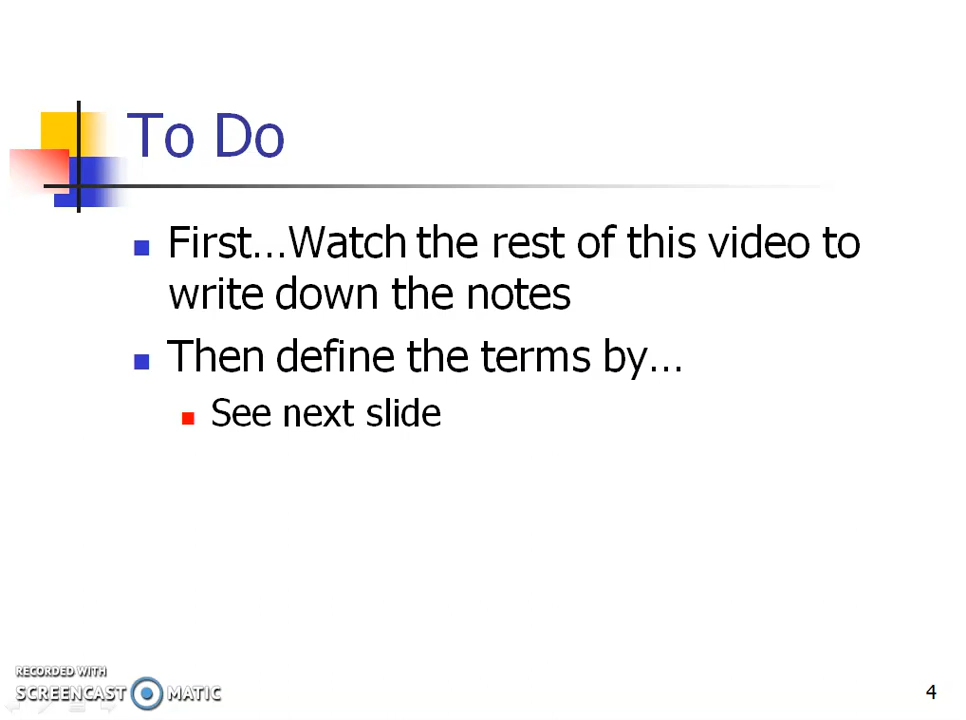 To Do
First...Watch the rest of this video to
write down the notes
Then define the terms by...
See next slide
RECORDED WITH
SCREENCAST MATIC
4